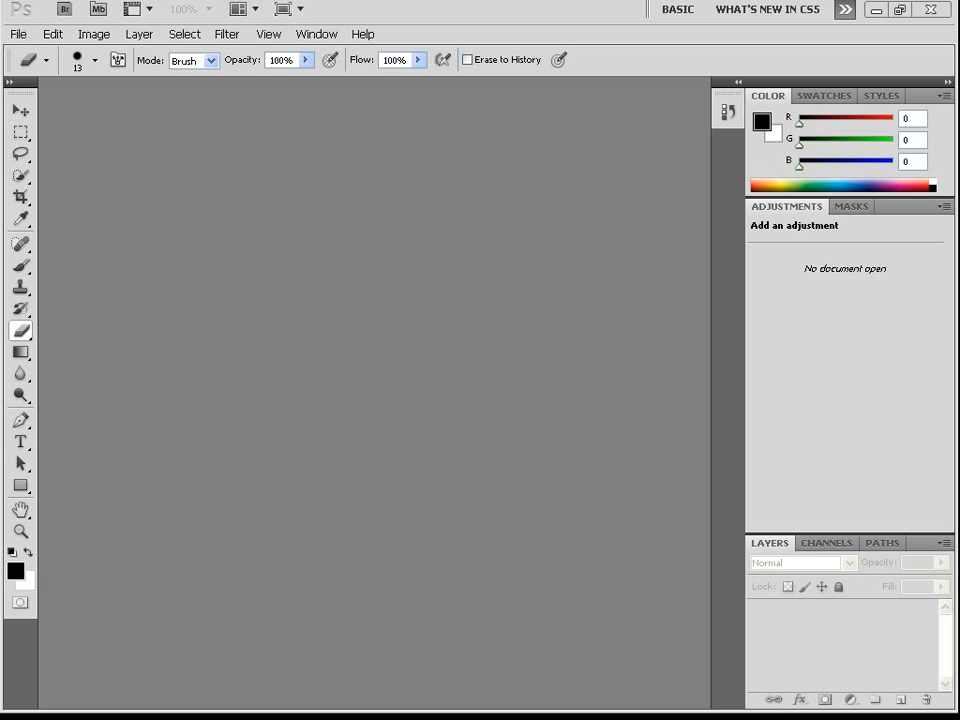 Ps Br Mb 100% BASIC WHAT'S NEW IN CS5
File Edit Image Layer Select Filter View Window Help
13 Mode: Brush Opacity: 100% Flow: 100% Erase to History
COLOR SWATCHES STYLES
R 0
G 0
B 0
ADJUSTMENTS MASKS
Add an adjustment
No document open
T
LAYERS CHANNELS PATHS
Normal Opacity:
Lock: Fill:
fx